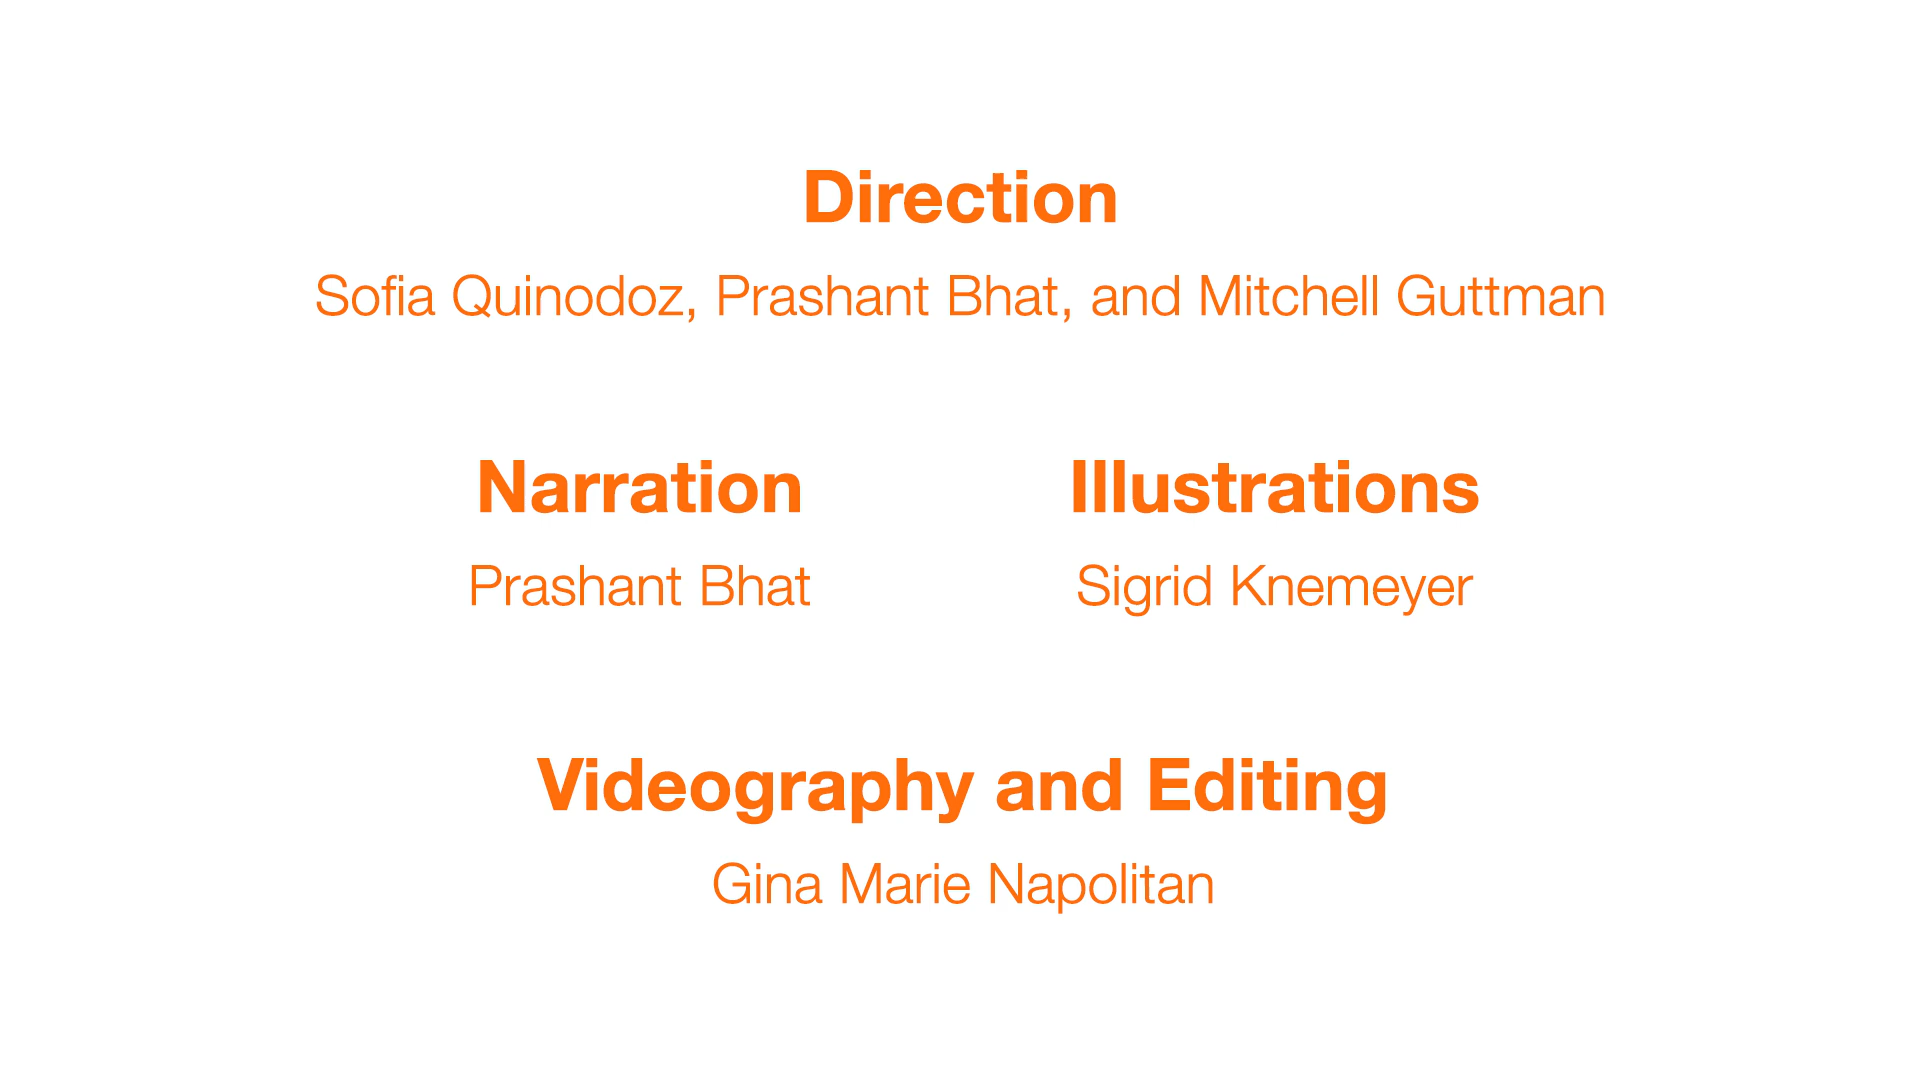 Direction
Sofia Quinodoz, Prashant Bhat, and Mitchell Guttman
Narration
Prashant Bhat
Illustrations
Sigrid Knemeyer
Videography and Editing
Gina Marie Napolitan